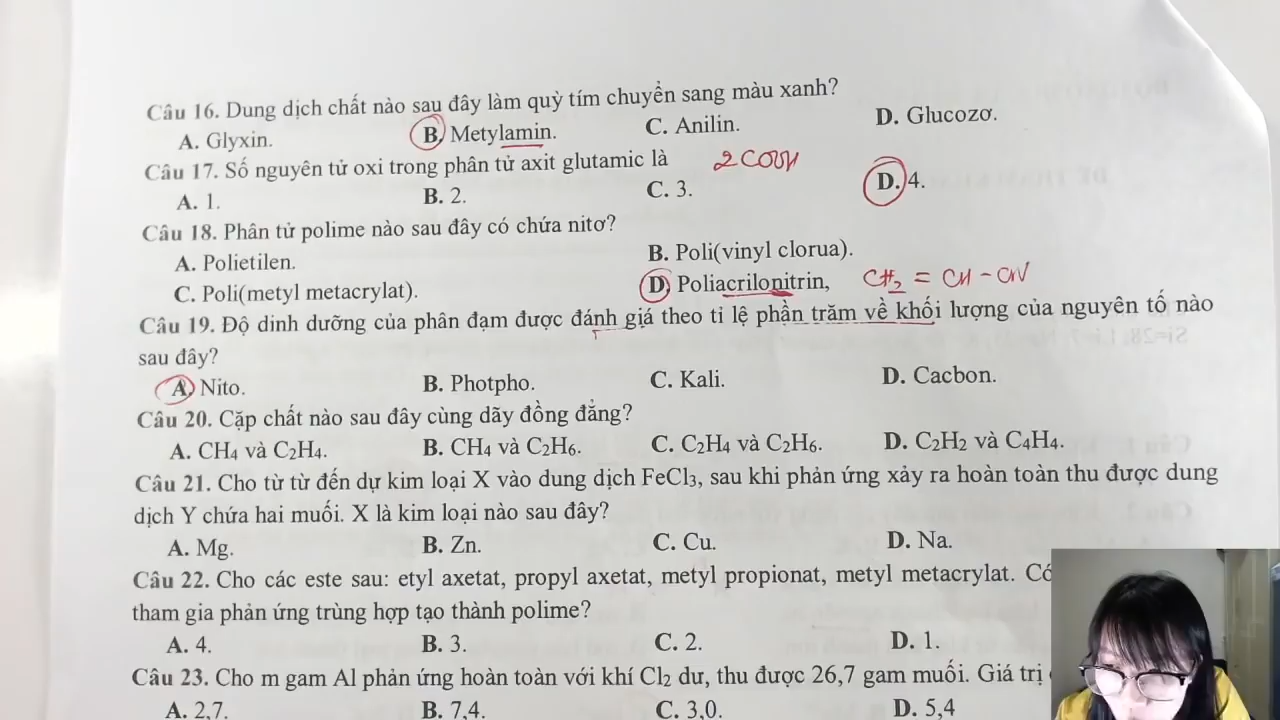 Câu 16. Dung dịch chất nào sau đây làm quỳ tím chuyển sang màu xanh?
A. Glyxin. B. Metylamin. C. Anilin. D. Glucozơ.
Câu 17. Số nguyên tử oxi trong phân tử axit glutamic là 2COOH
A. 1. B. 2. C. 3. D. 4.
Câu 18. Phân tử polime nào sau đây có chứa nitơ?
A. Polietilen. B. Poli(vinyl clorua).
C. Poli(metyl metacrylat). D. Poliacrilonitrin, CH2 = CH - CN
Câu 19. Độ dinh dưỡng của phân đạm được đánh giá theo tỉ lệ phần trăm về khối lượng của nguyên tố nào
sau đây?
A. Nito. B. Photpho. C. Kali. D. Cacbon.
Câu 20. Cặp chất nào sau đây cùng dãy đồng đẳng?
A. CH4 và C2H4. B. CH4 và C2H6. C. C2H4 và C2H6. D. C2H2 và C4H4.
Câu 21. Cho từ từ đến dự kim loại X vào dung dịch FeCl3, sau khi phản ứng xảy ra hoàn toàn thu được dung
dịch Y chứa hai muối. X là kim loại nào sau đây?
A. Mg. B. Zn. C. Cu. D. Na.
Câu 22. Cho các este sau: etyl axetat, propyl axetat, metyl propionat, metyl metacrylat. Có
tham gia phản ứng trùng hợp tạo thành polime?
A. 4. B. 3. C. 2. D. 1.
Câu 23. Cho m gam Al phản ứng hoàn toàn với khí Cl2 dư, thu được 26,7 gam muối. Giá trị
A. 2,7. B. 7,4. C. 3,0. D. 5,4